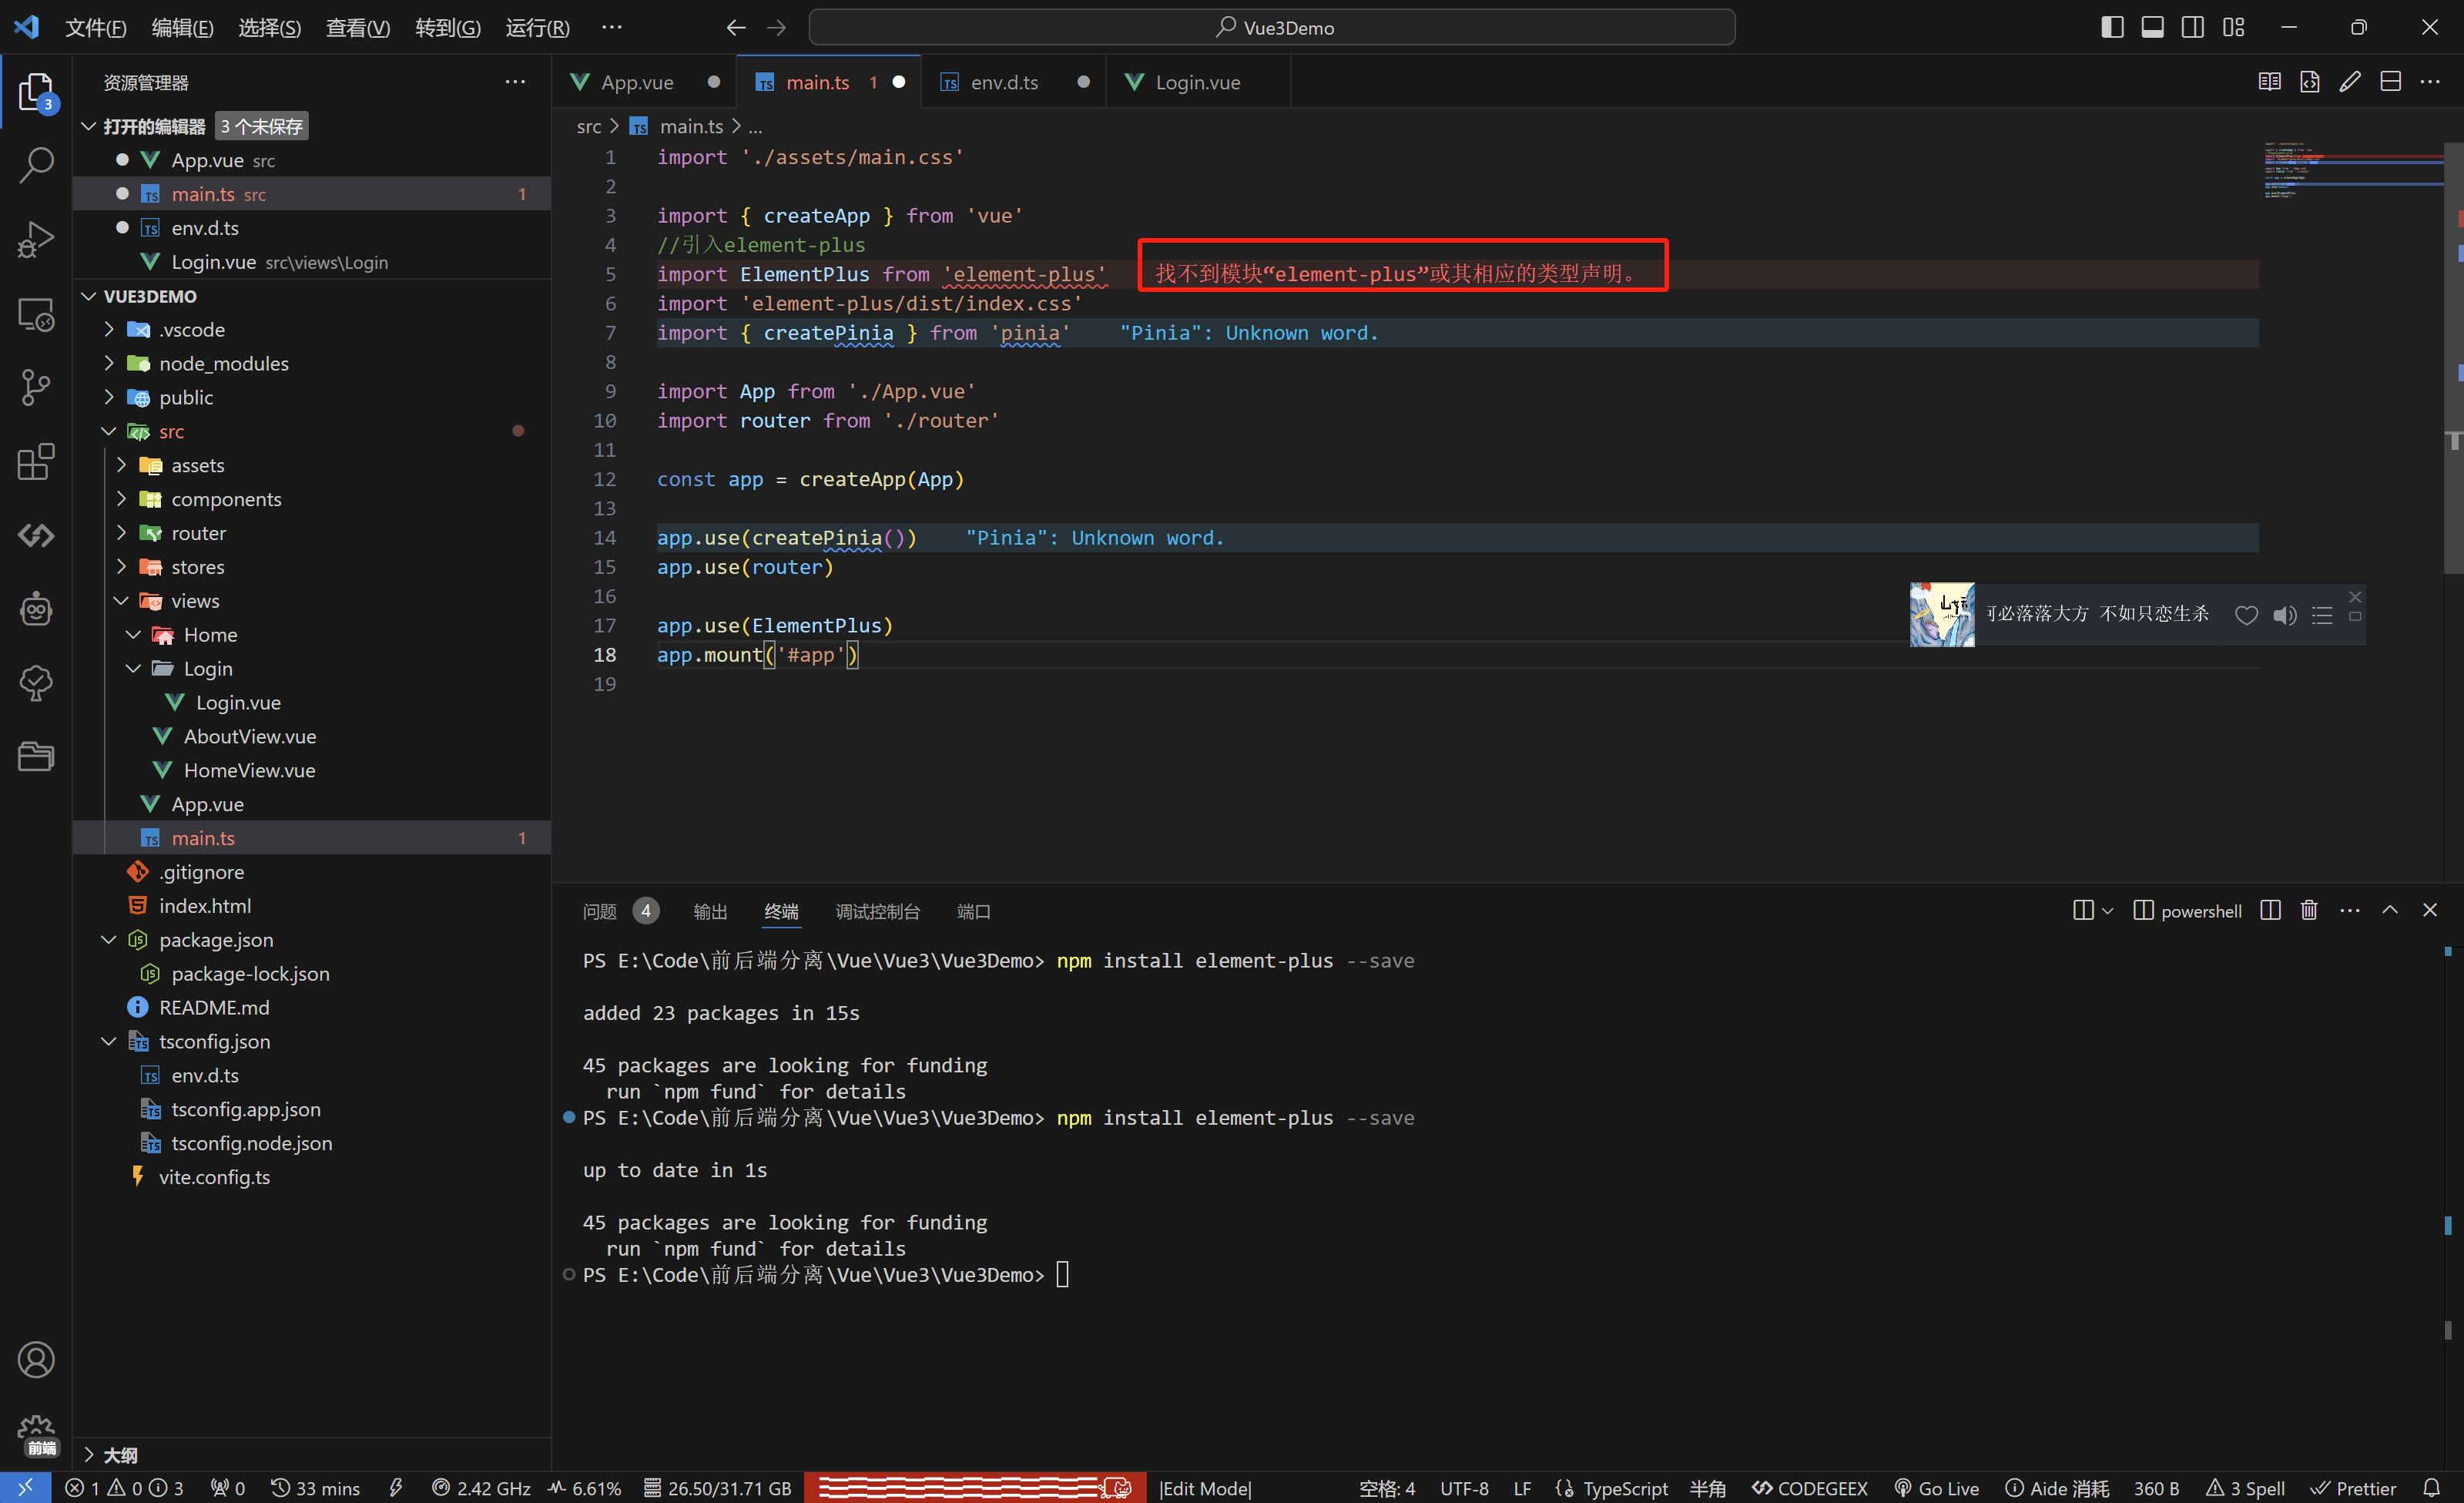 文件(F) 编辑(E) 选择(S) 查看(V) 转到(G) 运行(R) ···
Vue3Demo
资源管理器
打开的编辑器 3 个未保存
App.vue src
main.ts src 1
env.d.ts
Login.vue src\views\Login
VUE3DEMO
.vscode
node_modules
public
src
assets
components
router
stores
views
Home
Login
Login.vue
AboutView.vue
HomeView.vue
App.vue
main.ts 1
.gitignore
index.html
package.json
package-lock.json
README.md
tsconfig.json
env.d.ts
tsconfig.app.json
tsconfig.node.json
vite.config.ts
大纲
3
前端
App.vue main.ts 1 env.d.ts Login.vue
src > TS main.ts > ...
1 import './assets/main.css'
2
3 import { createApp } from 'vue'
4 //引入element-plus
5 import ElementPlus from 'element-plus' 找不到模块“element-plus”或其相应的类型声明。
6 import 'element-plus/dist/index.css'
7 import { createPinia } from 'pinia' "Pinia": Unknown word.
8
9 import App from './App.vue'
10 import router from './router'
11
12 const app = createApp(App)
13
14 app.use(createPinia()) "Pinia": Unknown word.
15 app.use(router)
16
17 app.use(ElementPlus)
18 app.mount('#app')
19
必落落大方 不如只恋生杀
问题 4 输出 终端 调试控制台 端口
powershell
PS E:\Code\前后端分离\Vue\Vue3\Vue3Demo> npm install element-plus --save
added 23 packages in 15s
45 packages are looking for funding
run `npm fund` for details
PS E:\Code\前后端分离\Vue\Vue3\Vue3Demo> npm install element-plus --save
up to date in 1s
45 packages are looking for funding
run `npm fund` for details
PS E:\Code\前后端分离\Vue\Vue3\Vue3Demo>
1 0 3 0 33 mins 2.42 GHz 6.61% 26.50/31.71 GB |Edit Mode| 空格: 4 UTF-8 LF TypeScript 半角 CODEGEEX Go Live Aide 消耗 360 B 3 Spell Prettier